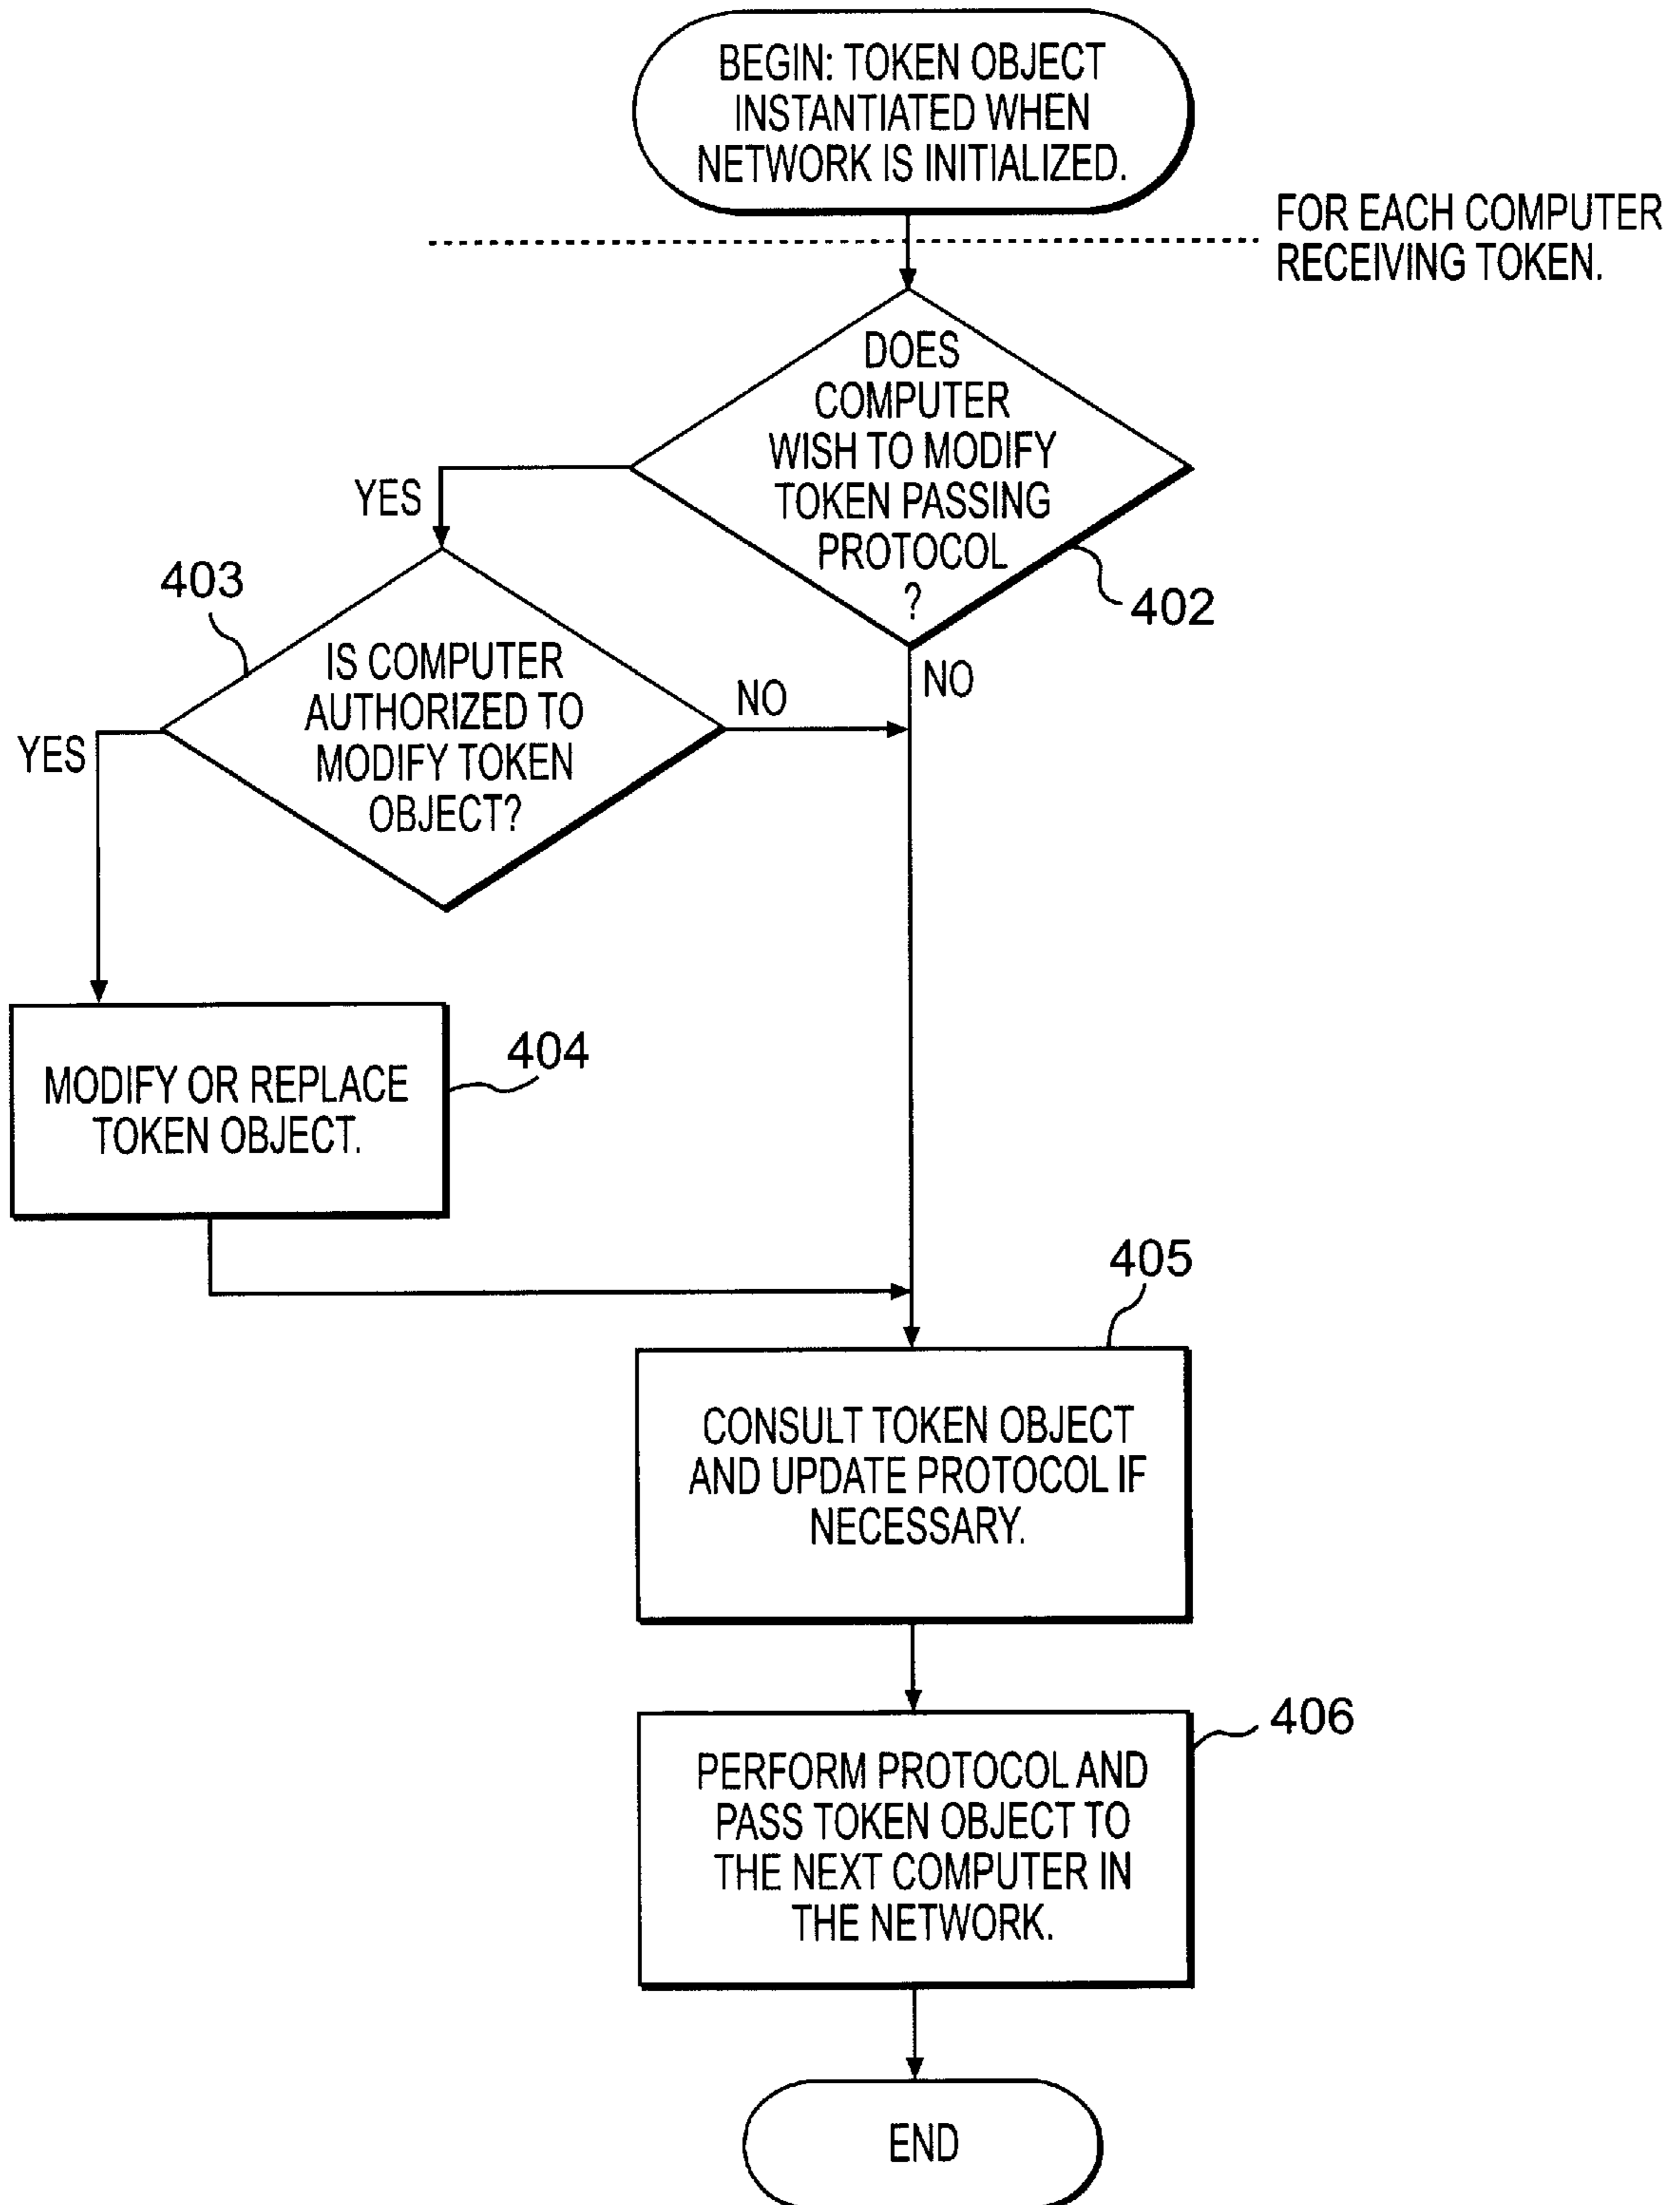 BEGIN: TOKEN OBJECT
INSTANTIATED WHEN
NETWORK IS INITIALIZED.
FOR EACH COMPUTER
RECEIVING TOKEN.
DOES
COMPUTER
WISH TO MODIFY
TOKEN PASSING
PROTOCOL
?
402
YES
NO
403
IS COMPUTER
AUTHORIZED TO
MODIFY TOKEN
OBJECT?
NO
YES
404
MODIFY OR REPLACE
TOKEN OBJECT.
405
CONSULT TOKEN OBJECT
AND UPDATE PROTOCOL IF
NECESSARY.
406
PERFORM PROTOCOL AND
PASS TOKEN OBJECT TO
THE NEXT COMPUTER IN
THE NETWORK.
END